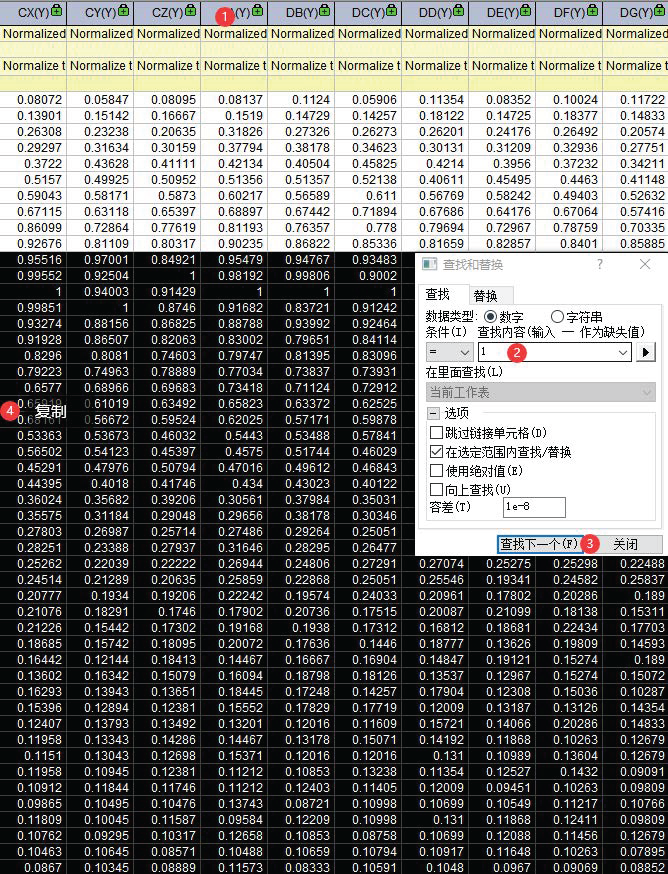 CX(Y) CY(Y) CZ(Y) 1 (Y) DB(Y) DC(Y) DD(Y) DE(Y) DF(Y) DG(Y)
Normalized Normalized Normalized Normalized Normalized Normalized Normalized Normalized Normalized Normalized
Normalize t Normalize t Normalize t Normalize t Normalize t Normalize t Normalize t Normalize t Normalize t Normalize t
0.08072 0.05847 0.08095 0.08137 0.1124 0.05906 0.11354 0.08352 0.10024 0.11722
0.13901 0.15142 0.16667 0.1519 0.14729 0.14257 0.18122 0.14725 0.18377 0.14833
0.26308 0.23238 0.20635 0.31826 0.27326 0.26273 0.26201 0.24176 0.26492 0.20574
0.29297 0.31634 0.30159 0.37794 0.38178 0.34623 0.30131 0.31209 0.32936 0.27751
0.3722 0.43628 0.41111 0.42134 0.40504 0.45825 0.4214 0.3956 0.37232 0.34211
0.5157 0.49925 0.50952 0.51356 0.51357 0.52138 0.40611 0.45495 0.4463 0.41148
0.59043 0.58171 0.5873 0.60217 0.56589 0.611 0.56769 0.58242 0.49403 0.52632
0.67115 0.63118 0.65397 0.68897 0.67442 0.71894 0.67686 0.64176 0.67064 0.57416
0.86099 0.72864 0.77619 0.81193 0.76357 0.778 0.79694 0.72967 0.78759 0.70335
0.92676 0.81109 0.80317 0.90235 0.86822 0.85336 0.81659 0.82857 0.8401 0.85885
0.95516 0.97001 0.84921 0.95479 0.94767 0.93483
0.99552 0.92504 1 0.98192 0.99806 0.9002
1 0.94003 0.91429 1 1 1
0.99851 1 0.8746 0.91682 0.83721 0.91242
0.93274 0.88156 0.86825 0.88788 0.93992 0.92464
0.91928 0.86507 0.82063 0.83002 0.79651 0.84114
0.8296 0.8081 0.74603 0.79747 0.81395 0.83096
0.79223 0.74963 0.78889 0.77034 0.73837 0.73931
0.6577 0.68966 0.69683 0.73418 0.71124 0.72912
0.61019 0.63492 0.65823 0.63372 0.62525
4 复制
0.56672 0.59524 0.62025 0.57171 0.59878
0.53363 0.53673 0.46032 0.5443 0.53488 0.57841
0.56502 0.54123 0.45397 0.4575 0.51744 0.46029
0.45291 0.47976 0.50794 0.47016 0.49612 0.46843
0.44395 0.4018 0.41746 0.434 0.43023 0.40122
0.36024 0.35682 0.39206 0.30561 0.37984 0.35031
0.35575 0.31184 0.29048 0.29656 0.38178 0.30346
0.27803 0.26987 0.25714 0.27486 0.29264 0.25051
0.28251 0.23388 0.27937 0.31646 0.28295 0.26477
查找和替换 ? ×
查找 替换
数据类型: 数字 字符串
条件(I) 查找内容(输入 一 作为缺失值)
= 1 2
在里面查找(L)
当前工作表
选项
跳过链接单元格(D)
在选定范围内查找/替换
使用绝对值(E)
向上查找(U)
容差(T) 1e-8
查找下一个(F) 3 关闭
0.25262 0.22039 0.22222 0.26944 0.24806 0.27291 0.27074 0.25275 0.25298 0.22488
0.24514 0.21289 0.20635 0.25859 0.22868 0.25051 0.25546 0.19341 0.24582 0.25837
0.20777 0.1934 0.19206 0.22242 0.19574 0.24033 0.20961 0.17802 0.20286 0.189
0.21076 0.18291 0.1746 0.17902 0.20736 0.17515 0.20087 0.21099 0.18138 0.15311
0.21226 0.15442 0.17302 0.19168 0.1938 0.17312 0.16812 0.18681 0.22434 0.17703
0.18685 0.15742 0.18095 0.20072 0.17636 0.1446 0.18777 0.13626 0.19809 0.14593
0.16442 0.12144 0.18413 0.14467 0.16667 0.16904 0.14847 0.19121 0.15274 0.189
0.13602 0.16342 0.15079 0.16094 0.18798 0.18126 0.13537 0.12967 0.15274 0.15072
0.16293 0.13943 0.13651 0.18445 0.17248 0.14257 0.17904 0.12308 0.15036 0.10287
0.15396 0.12894 0.12381 0.15552 0.17829 0.17719 0.12009 0.13187 0.13126 0.14354
0.12407 0.13793 0.13492 0.13201 0.12016 0.11609 0.15721 0.14066 0.20286 0.14833
0.11958 0.13343 0.14286 0.14467 0.13178 0.15071 0.14192 0.11868 0.10263 0.12679
0.1151 0.13043 0.12698 0.15371 0.12016 0.12016 0.131 0.10989 0.13604 0.12679
0.11958 0.10945 0.12381 0.11212 0.10853 0.13238 0.11354 0.12527 0.1432 0.09091
0.10912 0.11844 0.11746 0.11212 0.12403 0.11405 0.12009 0.09451 0.10263 0.09809
0.09865 0.10495 0.10476 0.13743 0.08721 0.10998 0.10699 0.10549 0.11217 0.10766
0.11809 0.10045 0.11587 0.09584 0.12209 0.10998 0.131 0.11868 0.12411 0.09809
0.10762 0.09295 0.10317 0.12658 0.10853 0.08758 0.10699 0.12088 0.11456 0.12679
0.10463 0.10645 0.08571 0.10488 0.10659 0.10794 0.10917 0.11648 0.10263 0.07895
0.0867 0.10345 0.08889 0.11573 0.08333 0.10591 0.1048 0.0967 0.09069 0.08852